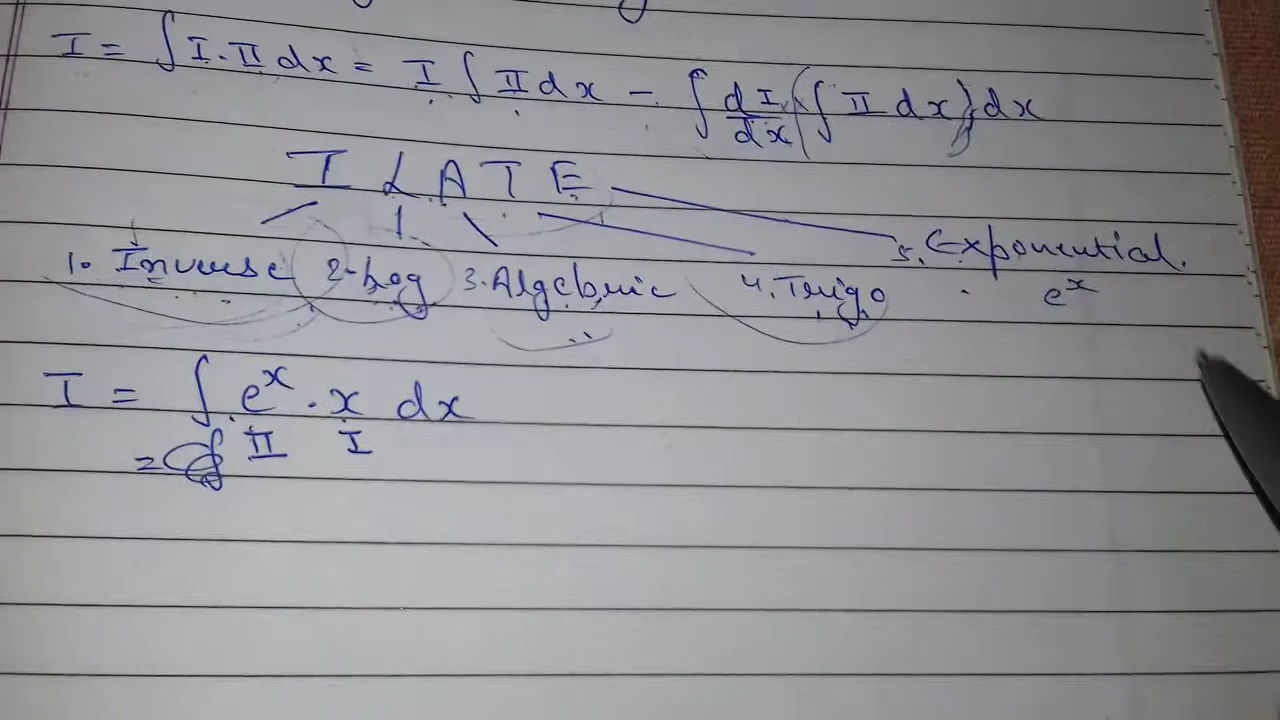 I = ∫ I · II dx = I ∫ II dx − ∫ dI/dx (∫ II dx) dx
I L A T E
1. Inverse 2- Log 3. Algebric 4. Trigo 5. Exponential.
e^x
I = ∫ e^x · x dx
II I
=